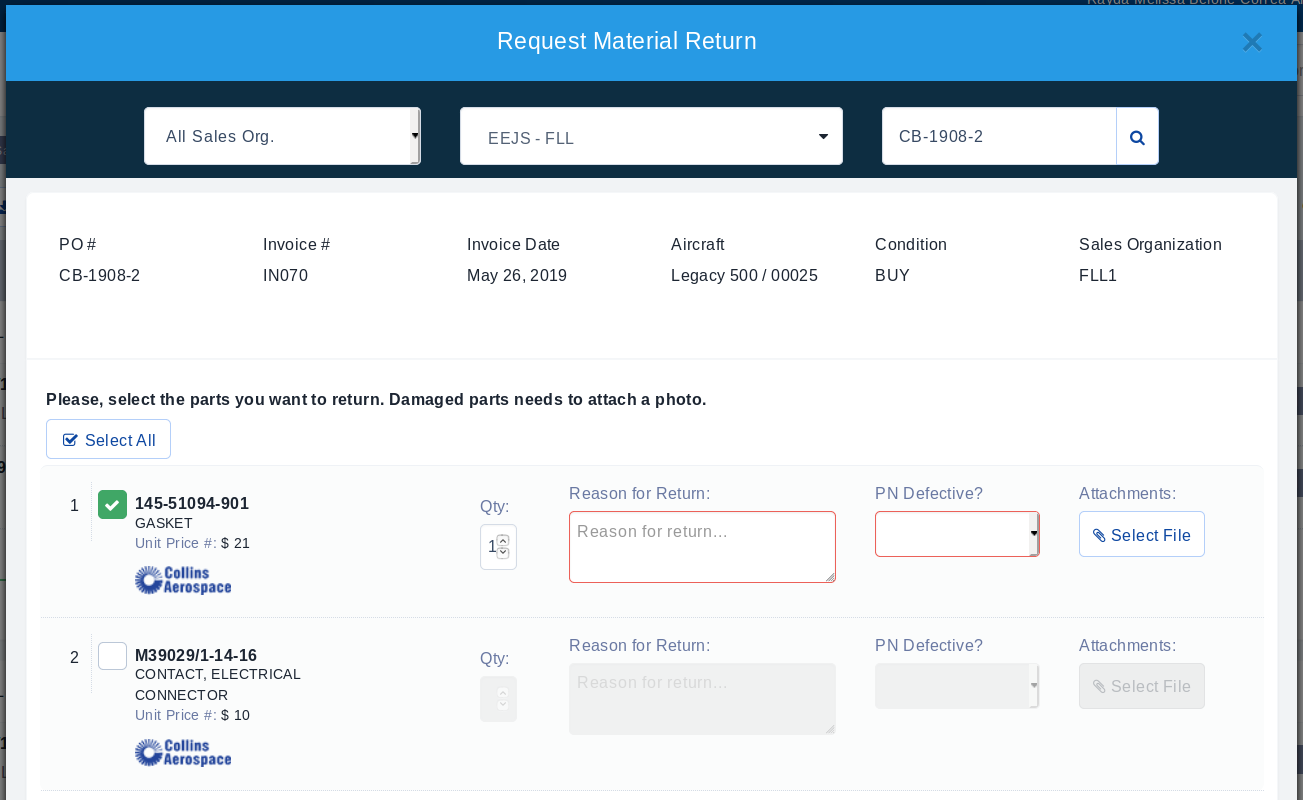 Request Material Return
All Sales Org.
EEJS - FLL
CB-1908-2
PO #
Invoice #
Invoice Date
Aircraft
Condition
Sales Organization
CB-1908-2
IN070
May 26, 2019
Legacy 500 / 00025
BUY
FLL1
Please, select the parts you want to return. Damaged parts needs to attach a photo.
Select All
1
145-51094-901
GASKET
Unit Price #: $ 21
Collins
Aerospace
Qty:
1
Reason for Return:
Reason for return...
PN Defective?
Attachments:
Select File
2
M39029/1-14-16
CONTACT, ELECTRICAL
CONNECTOR
Unit Price #: $ 10
Collins
Aerospace
Qty:
Reason for Return:
Reason for return...
PN Defective?
Attachments:
Select File